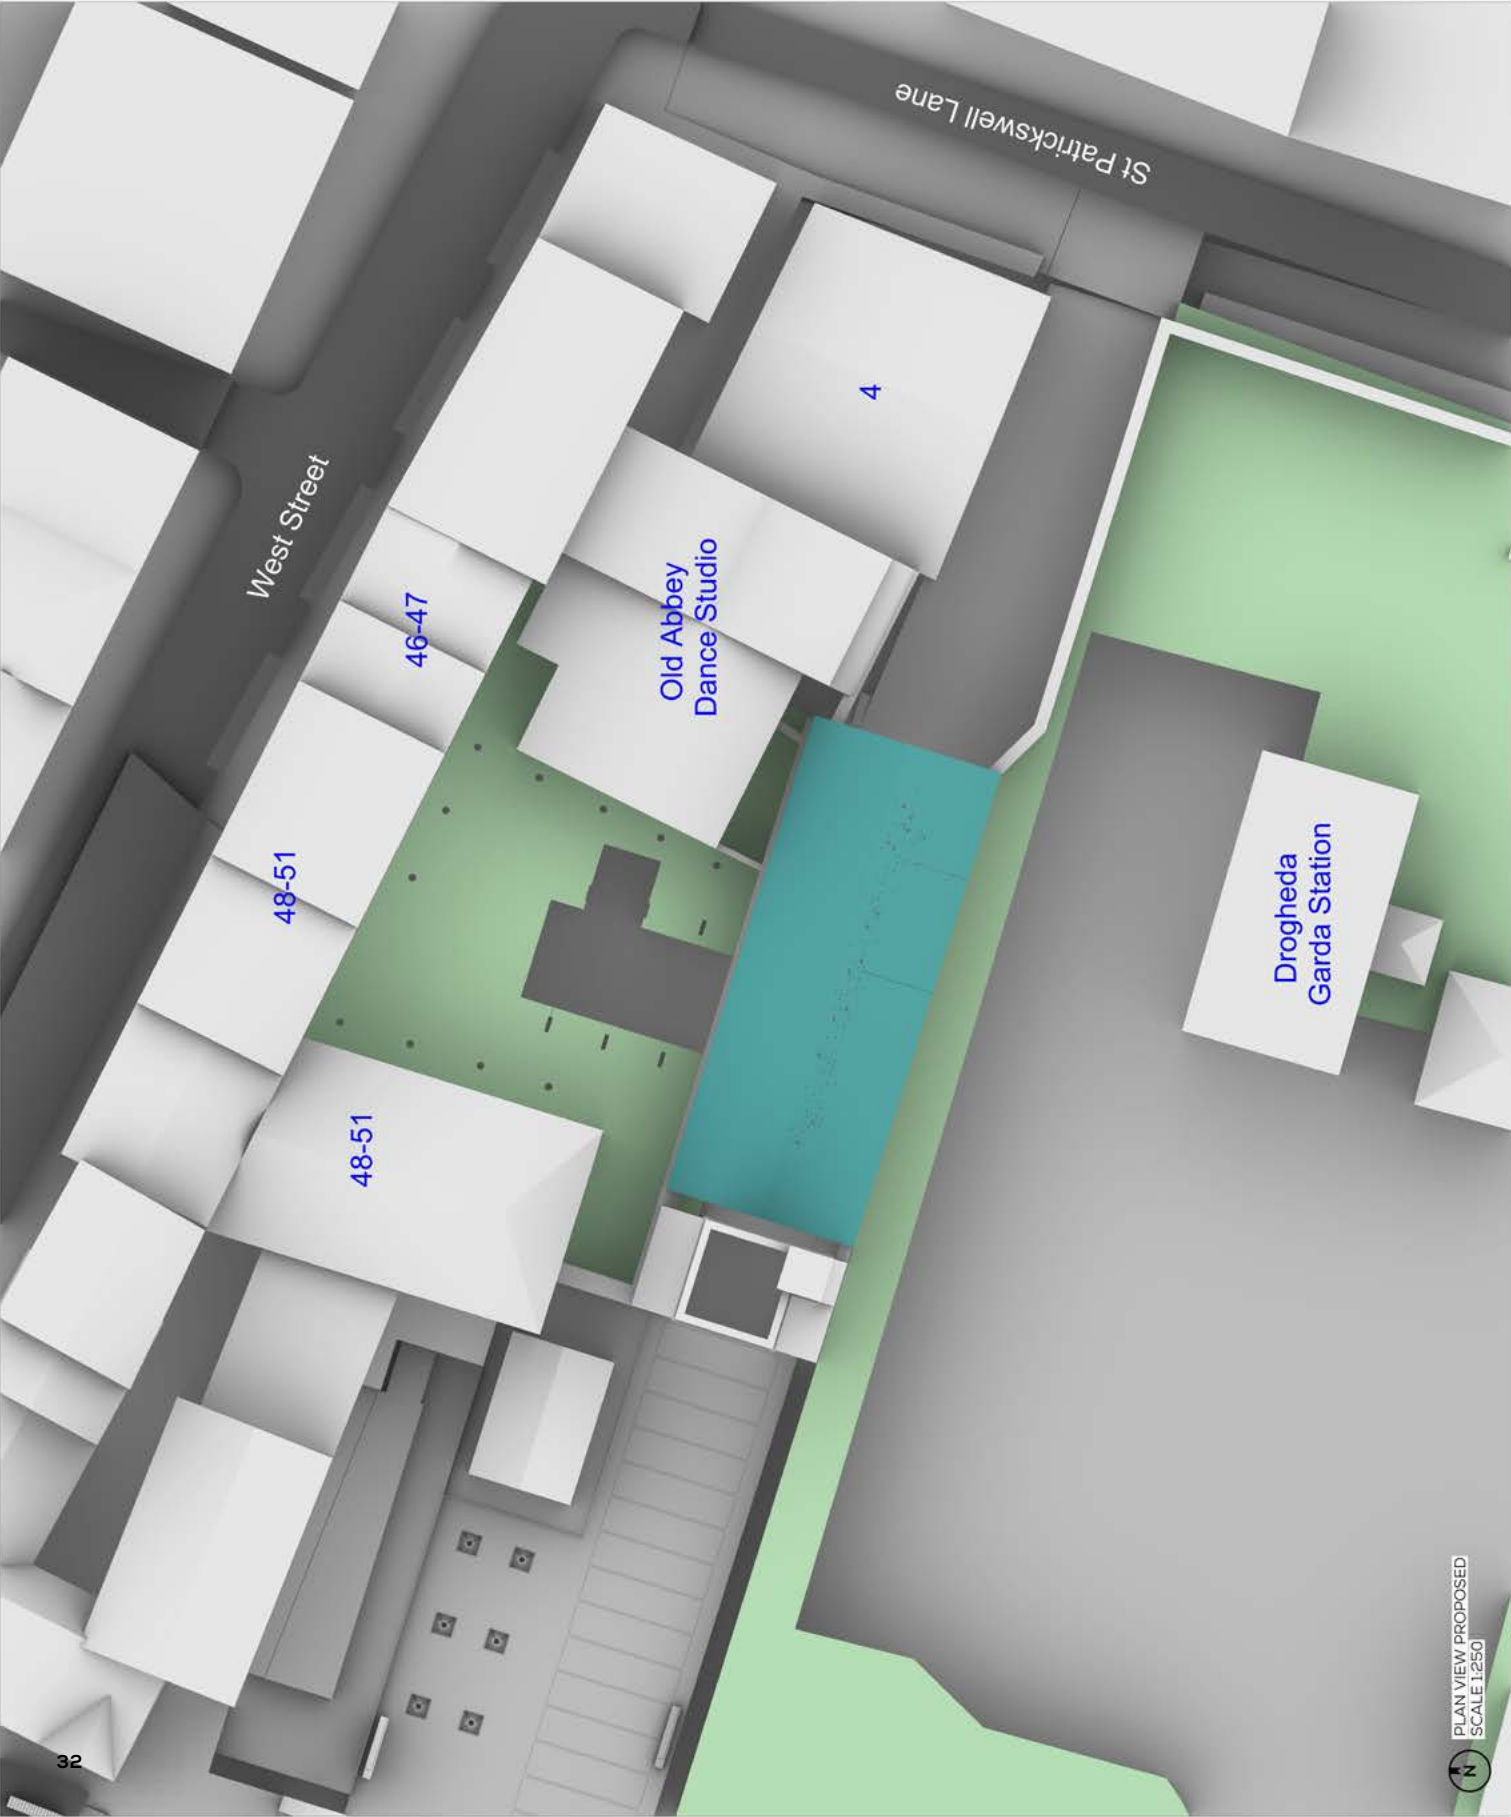 St Patrickswell Lane
West Street
4
46-47
Old Abbey
Dance Studio
48-51
48-51
Drogheda
Garda Station
32
N
PLAN VIEW PROPOSED
SCALE 1:250